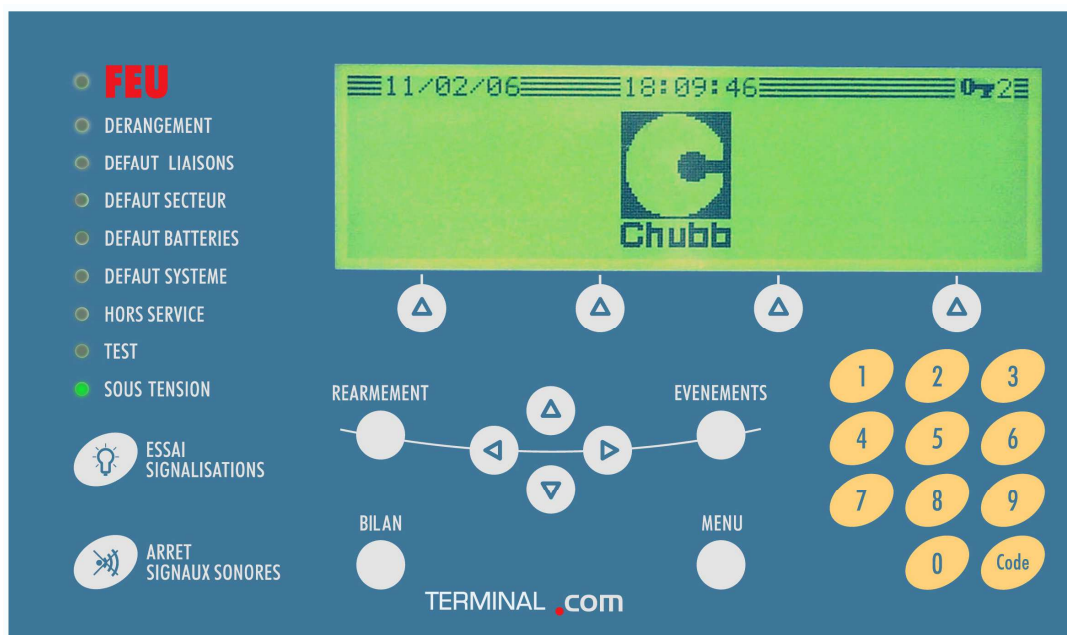 FEU
DERANGEMENT
DEFAUT LIAISONS
DEFAUT SECTEUR
DEFAUT BATTERIES
DEFAUT SYSTEME
HORS SERVICE
TEST
SOUS TENSION
ESSAI
SIGNALISATIONS
ARRET
SIGNAUX SONORES
11/02/06 18:09:46 2
Chubb
REARMEMENT
EVENEMENTS
BILAN
MENU
1 2 3
4 5 6
7 8 9
0 Code
TERMINAL .com